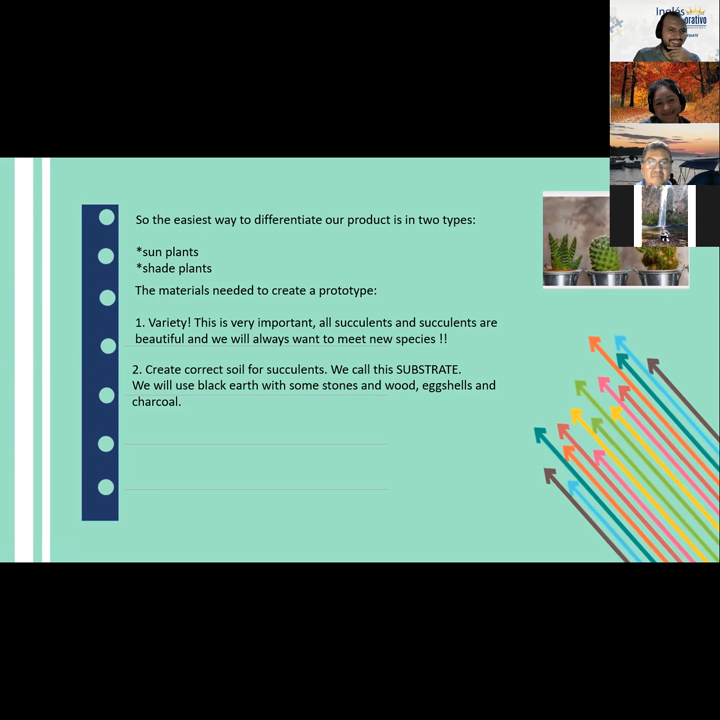 Inglés
orativo
So the easiest way to differentiate our product is in two types:
*sun plants
*shade plants
The materials needed to create a prototype:
1. Variety! This is very important, all succulents and succulents are
beautiful and we will always want to meet new species !!
2. Create correct soil for succulents. We call this SUBSTRATE.
We will use black earth with some stones and wood, eggshells and
charcoal.